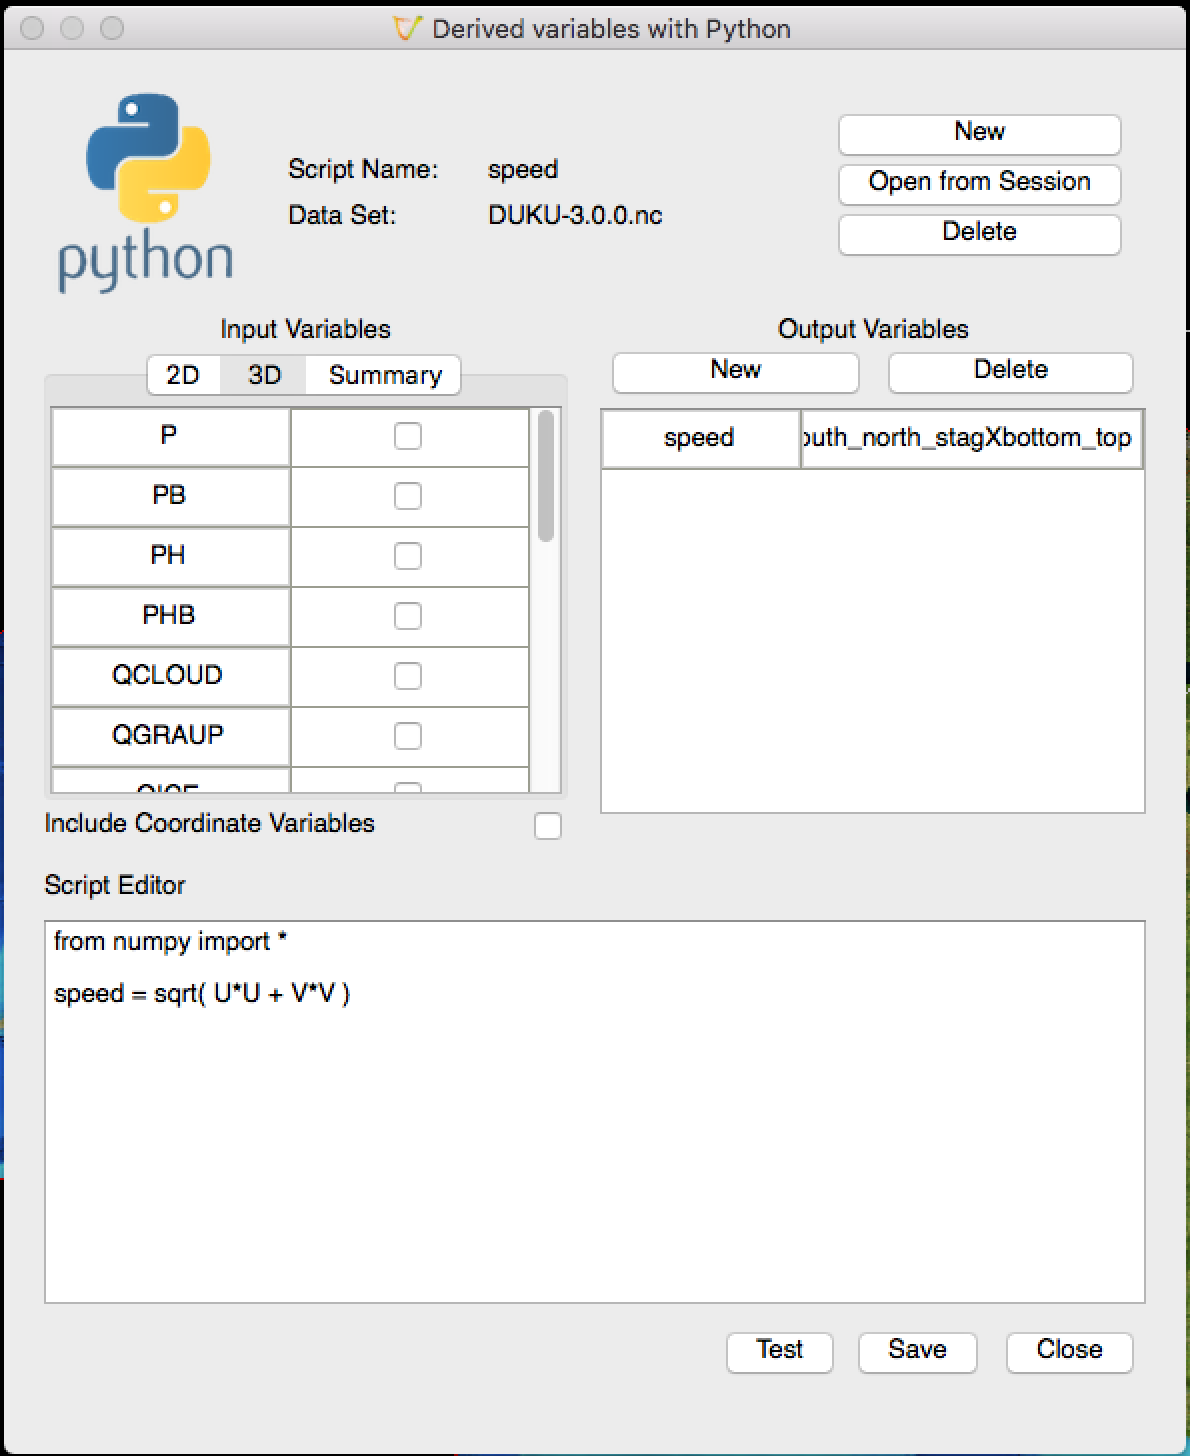 Derived variables with Python
python
Script Name: speed
Data Set: DUKU-3.0.0.nc
New
Open from Session
Delete
Input Variables
2D 3D Summary
P
PB
PH
PHB
QCLOUD
QGRAUP
Include Coordinate Variables
Output Variables
New Delete
speed outh_north_stagXbottom_top
Script Editor
from numpy import *
speed = sqrt( U*U + V*V )
Test Save Close